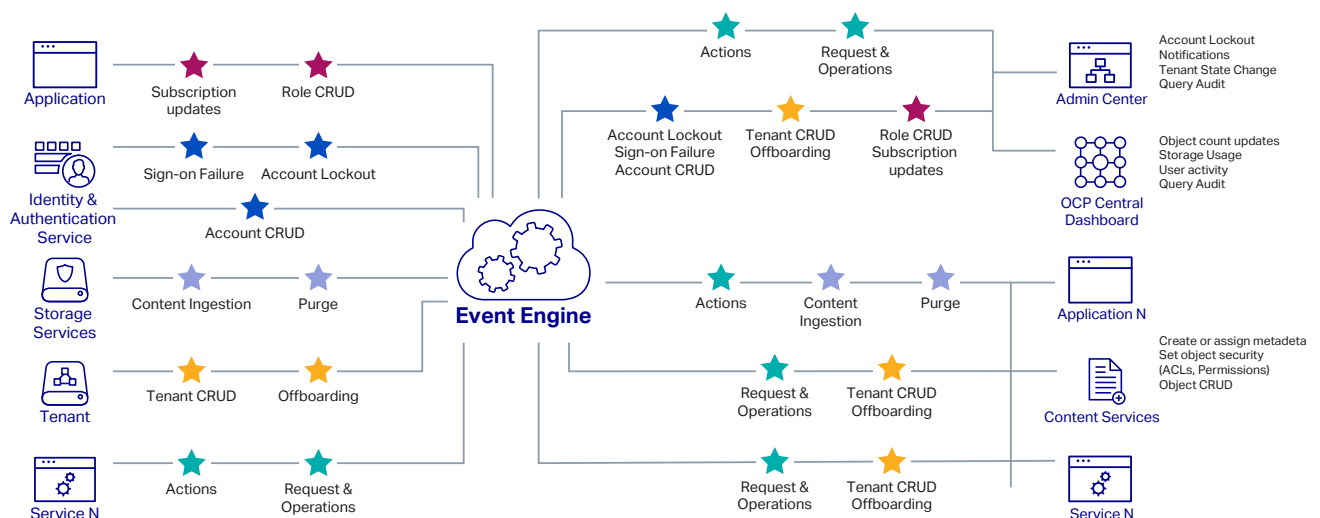 Application
Subscription
updates
Role CRUD
Identity &
Authentication
Service
Sign-on Failure
Account Lockout
Account CRUD
Storage
Services
Content Ingestion
Purge
Tenant
Tenant CRUD
Offboarding
Service N
Actions
Request &
Operations
Event Engine
Actions
Request &
Operations
Account Lockout
Sign-on Failure
Account CRUD
Tenant CRUD
Offboarding
Role CRUD
Subscription
updates
Admin Center
Account Lockout
Notifications
Tenant State Change
Query Audit
OCP Central
Dashboard
Object count updates
Storage Usage
User activity
Query Audit
Actions
Content
Ingestion
Purge
Application N
Request &
Operations
Tenant CRUD
Offboarding
Content Services
Create or assign metadeta
Set object security
(ACLs, Permissions)
Object CRUD
Request &
Operations
Tenant CRUD
Offboarding
Service N